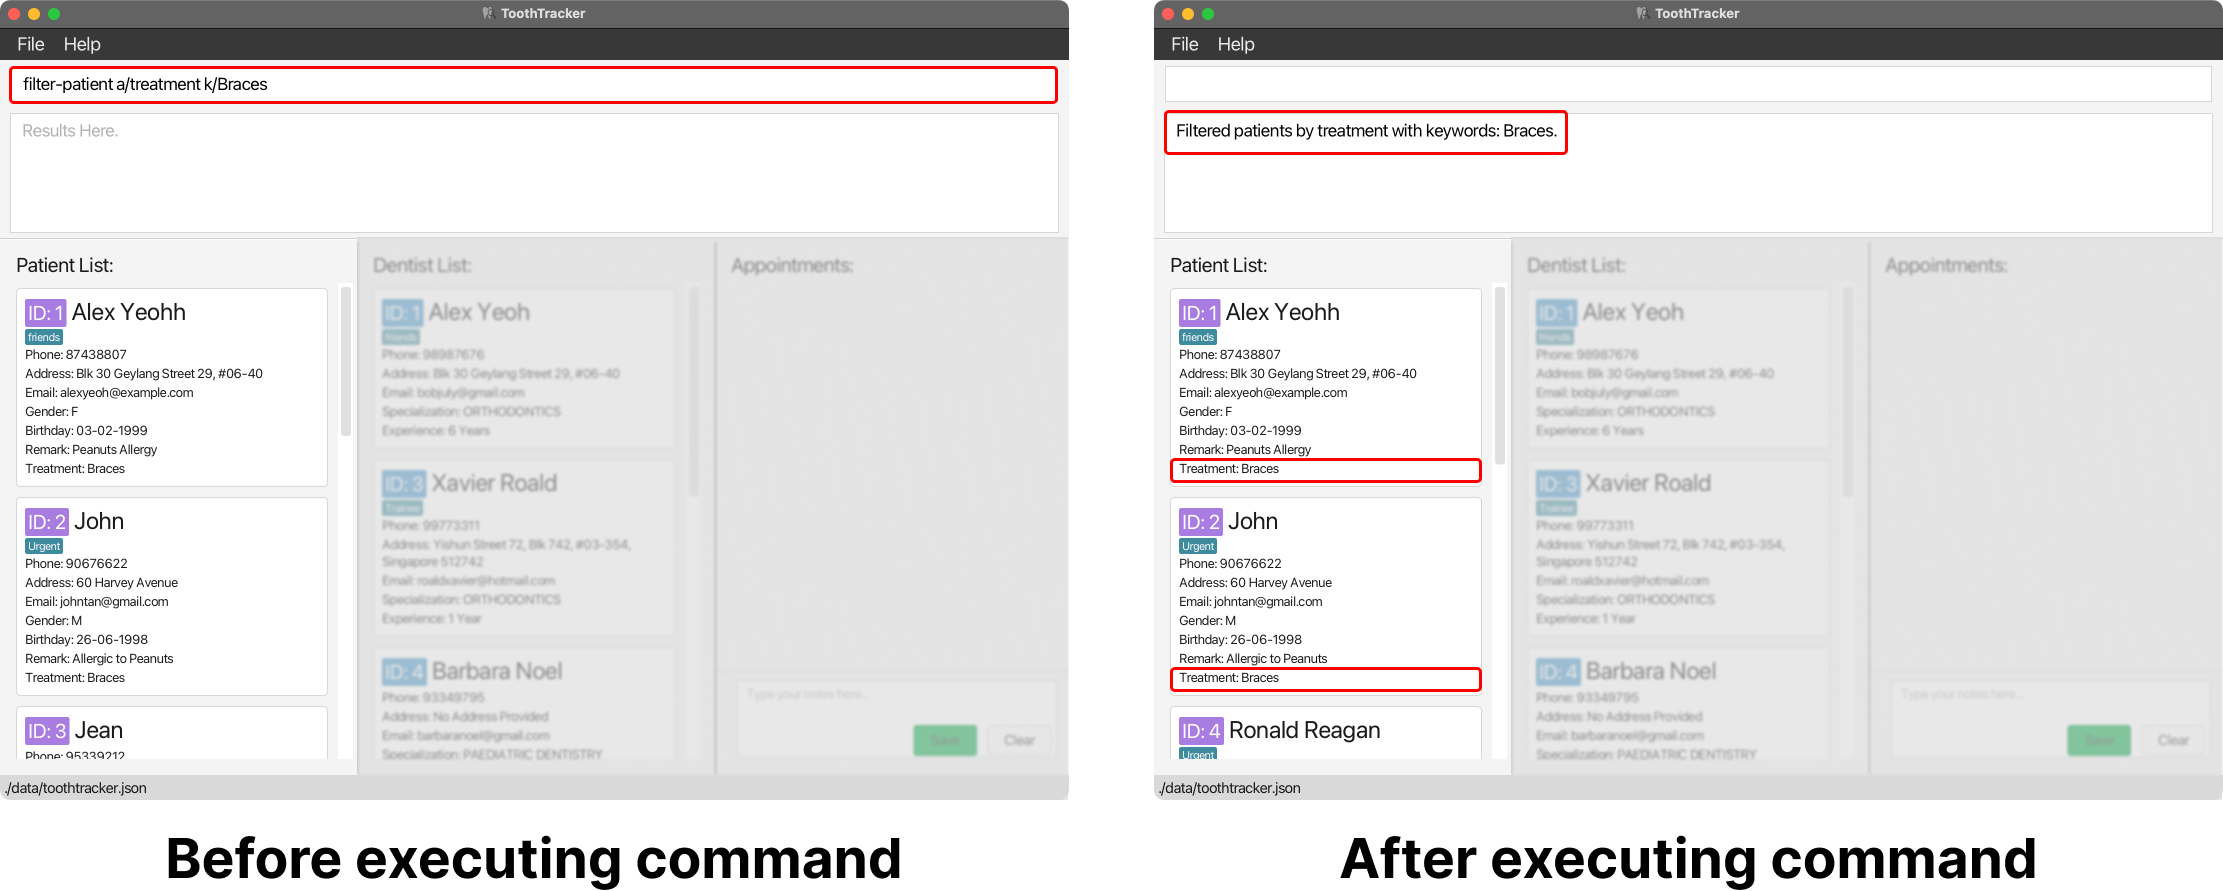 ToothTracker
File Help
filter-patient a/treatment k/Braces
Results Here.
Patient List:
ID: 1 Alex Yeohh
friends
Phone: 87438807
Address: Blk 30 Geylang Street 29, #06-40
Email: alexyeoh@example.com
Gender: F
Birthday: 03-02-1999
Remark: Peanuts Allergy
Treatment: Braces
ID: 2 John
Urgent
Phone: 90676622
Address: 60 Harvey Avenue
Email: johntan@gmail.com
Gender: M
Birthday: 26-06-1998
Remark: Allergic to Peanuts
Treatment: Braces
ID: 3 Jean
Phone: 95339212
Dentist List:
ID: 1 Alex Yeoh
friends
Phone: 98987676
Address: Blk 30 Geylang Street 29, #06-40
Email: bobjuly@gmail.com
Specialization: ORTHODONTICS
Experience: 6 Years
ID: 3 Xavier Roald
Trainee
Phone: 99773311
Address: Yishun Street 72, Blk 742, #03-354,
Singapore 512742
Email: roaldxavier@hotmail.com
Specialization: ORTHODONTICS
Experience: 1 Year
ID: 4 Barbara Noel
Phone: 93349795
Address: No Address Provided
Email: barbaranoel@gmail.com
Specialization: PAEDIATRIC DENTISTRY
Appointments:
Type your notes here...
Save Clear
./data/toothtracker.json
Before executing command
ToothTracker
File Help
Filtered patients by treatment with keywords: Braces.
Patient List:
ID: 1 Alex Yeohh
friends
Phone: 87438807
Address: Blk 30 Geylang Street 29, #06-40
Email: alexyeoh@example.com
Gender: F
Birthday: 03-02-1999
Remark: Peanuts Allergy
Treatment: Braces
ID: 2 John
Urgent
Phone: 90676622
Address: 60 Harvey Avenue
Email: johntan@gmail.com
Gender: M
Birthday: 26-06-1998
Remark: Allergic to Peanuts
Treatment: Braces
ID: 4 Ronald Reagan
Urgent
Dentist List:
ID: 1 Alex Yeoh
friends
Phone: 98987676
Address: Blk 30 Geylang Street 29, #06-40
Email: bobjuly@gmail.com
Specialization: ORTHODONTICS
Experience: 6 Years
ID: 3 Xavier Roald
Trainee
Phone: 99773311
Address: Yishun Street 72, Blk 742, #03-354,
Singapore 512742
Email: roaldxavier@hotmail.com
Specialization: ORTHODONTICS
Experience: 1 Year
ID: 4 Barbara Noel
Phone: 93349795
Address: No Address Provided
Email: barbaranoel@gmail.com
Specialization: PAEDIATRIC DENTISTRY
Appointments:
Type your notes here...
Save Clear
./data/toothtracker.json
After executing command